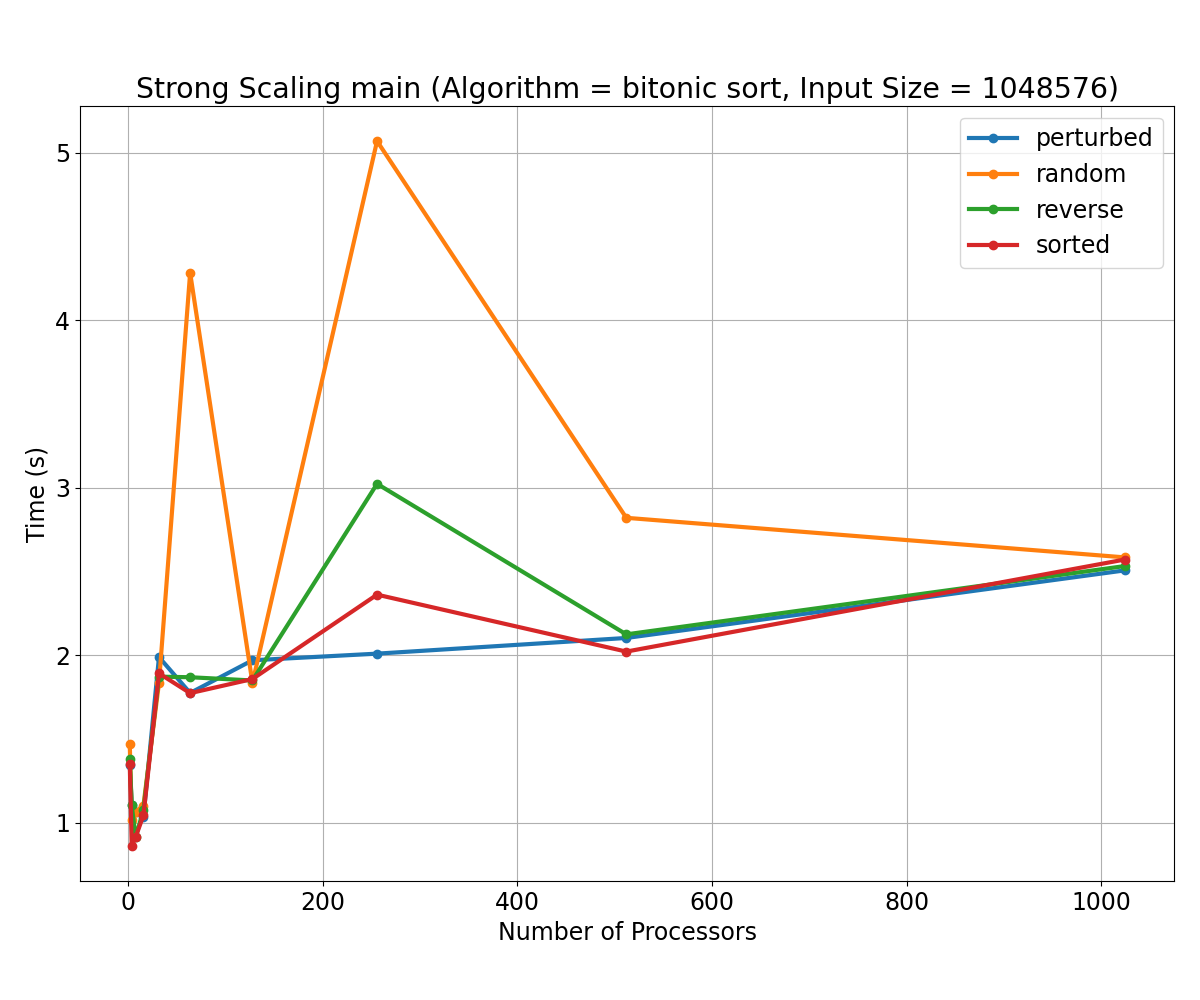 Strong Scaling main (Algorithm = bitonic sort, Input Size = 1048576)
perturbed
random
reverse
sorted
Time (s)
5
4
3
2
1
0 200 400 600 800 1000
Number of Processors